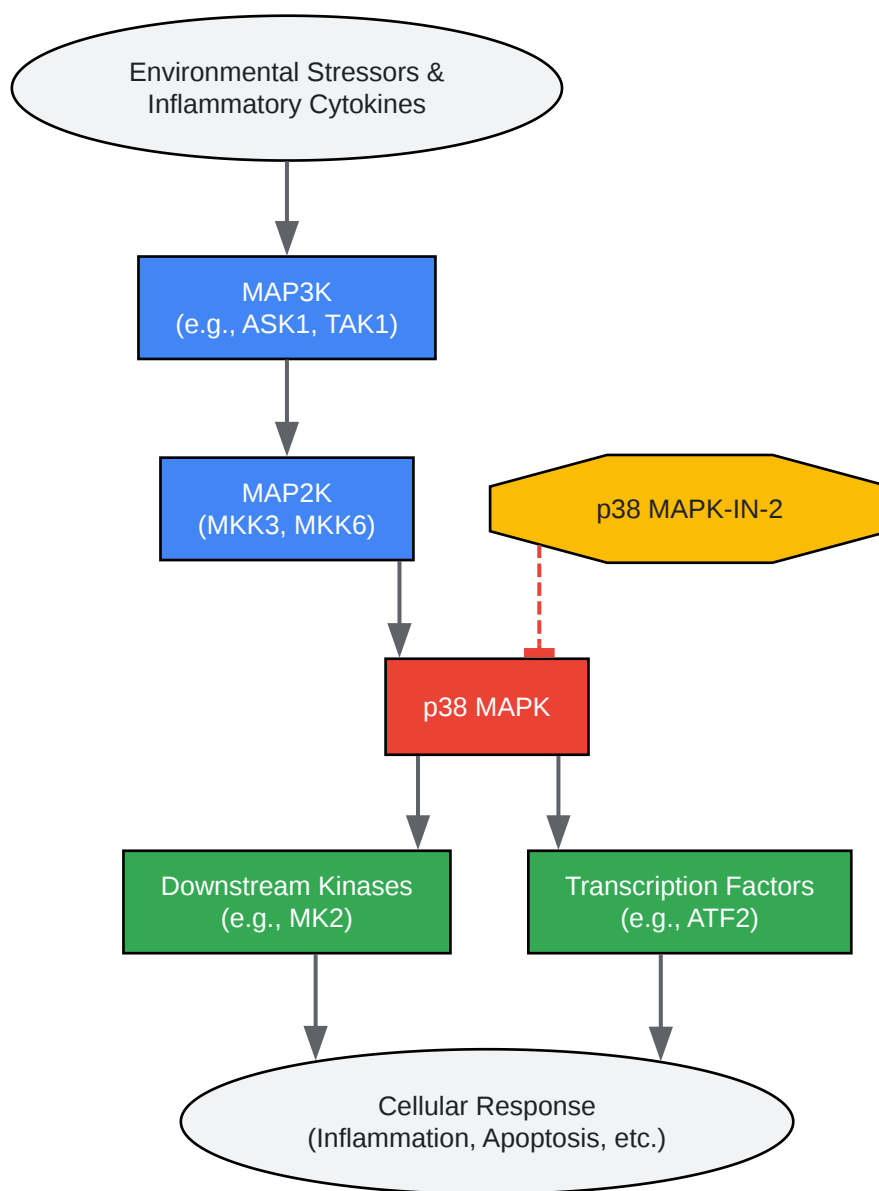 Environmental Stressors &
Inflammatory Cytokines
MAP3K
(e.g., ASK1, TAK1)
MAP2K
(MKK3, MKK6)
p38 MAPK-IN-2
p38 MAPK
Downstream Kinases
(e.g., MK2)
Transcription Factors
(e.g., ATF2)
Cellular Response
(Inflammation, Apoptosis, etc.)